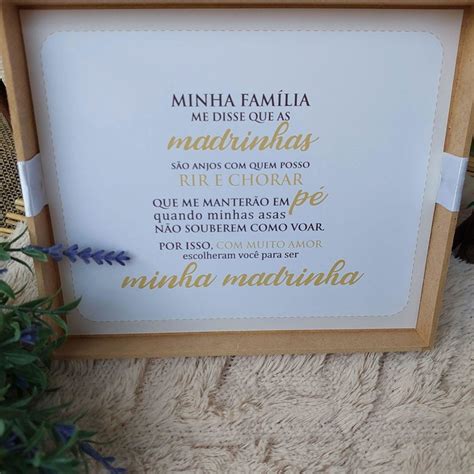 MINHA FAMÍLIA
ME DISSE QUE AS
madrinhas
SÃO ANJOS COM QUEM POSSO
RIR E CHORAR
QUE ME MANTERÃO EM pé
quando minhas asas
NÃO SOUBEREM COMO VOAR.
POR ISSO, COM MUITO AMOR
escolheram você para ser
minha madrinha